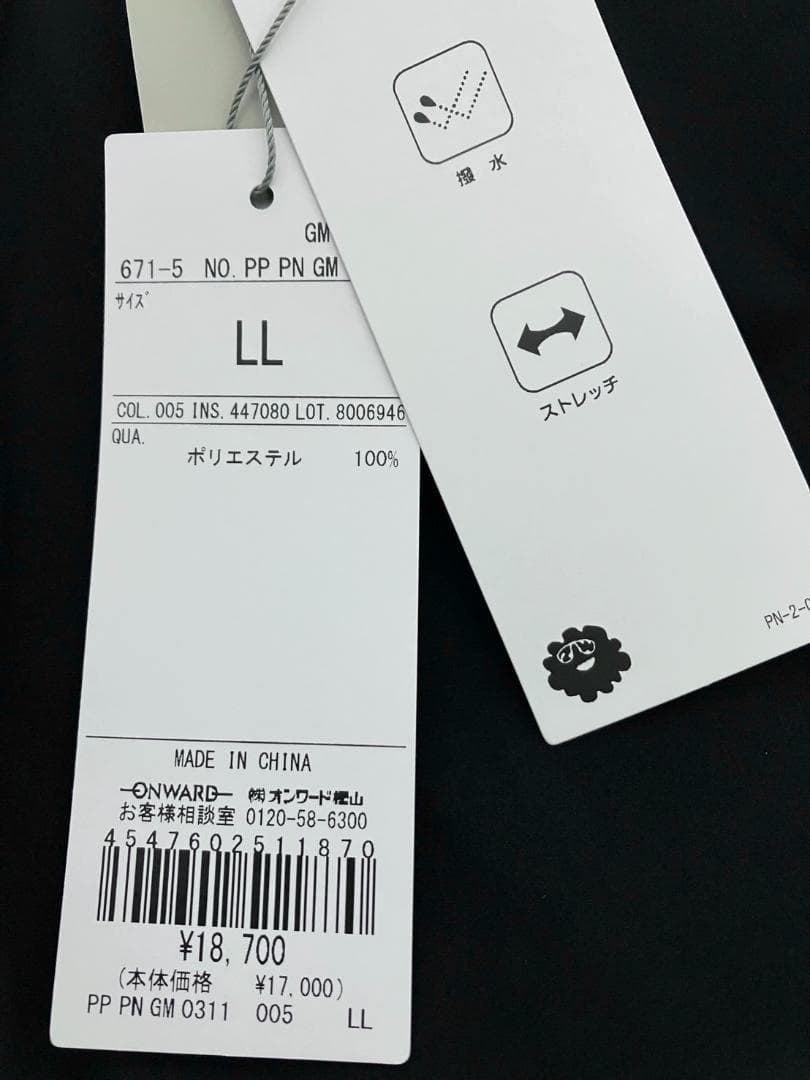 撥水
ストレッチ
PN-2-
GM
671-5 NO. PP PN GM
サイズ
LL
COL. 005 INS. 447080 LOT. 8006946
QUA.
ポリエステル 100%
MADE IN CHINA
ONWARD ㈱オンワード樫山
お客様相談室 0120-58-6300
4547602511870
¥18,700
(本体価格 ¥17,000)
PP PN GM 0311 005 LL